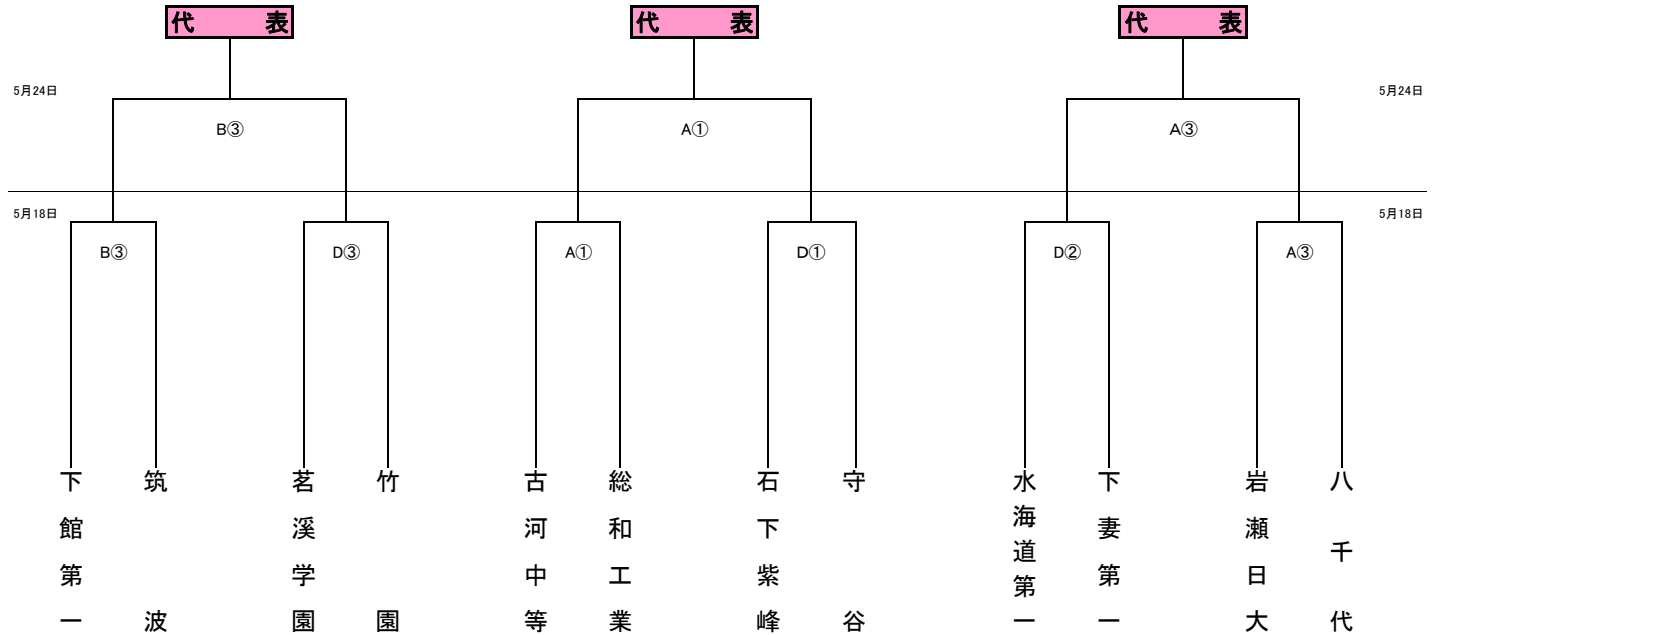 代表
代表
代表
5月24日
5月24日
B③
A①
A③
5月18日
5月18日
B③
D③
A①
D①
D②
A③
下館第一
筑波
茗溪学園
竹園
古河中等
総和工業
石下紫峰
守谷
水海道第一
下妻第一
岩瀬日大
八千代